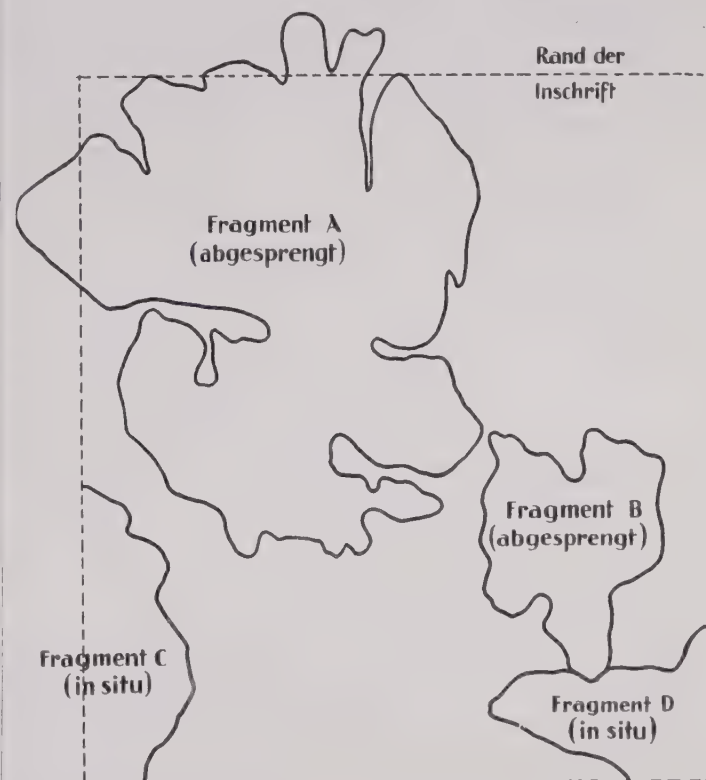 Rand der
Inschrift
Fragment A
(abgesprengt)
Fragment B
(abgesprengt)
Fragment C
(in situ)
Fragment D
(in situ)